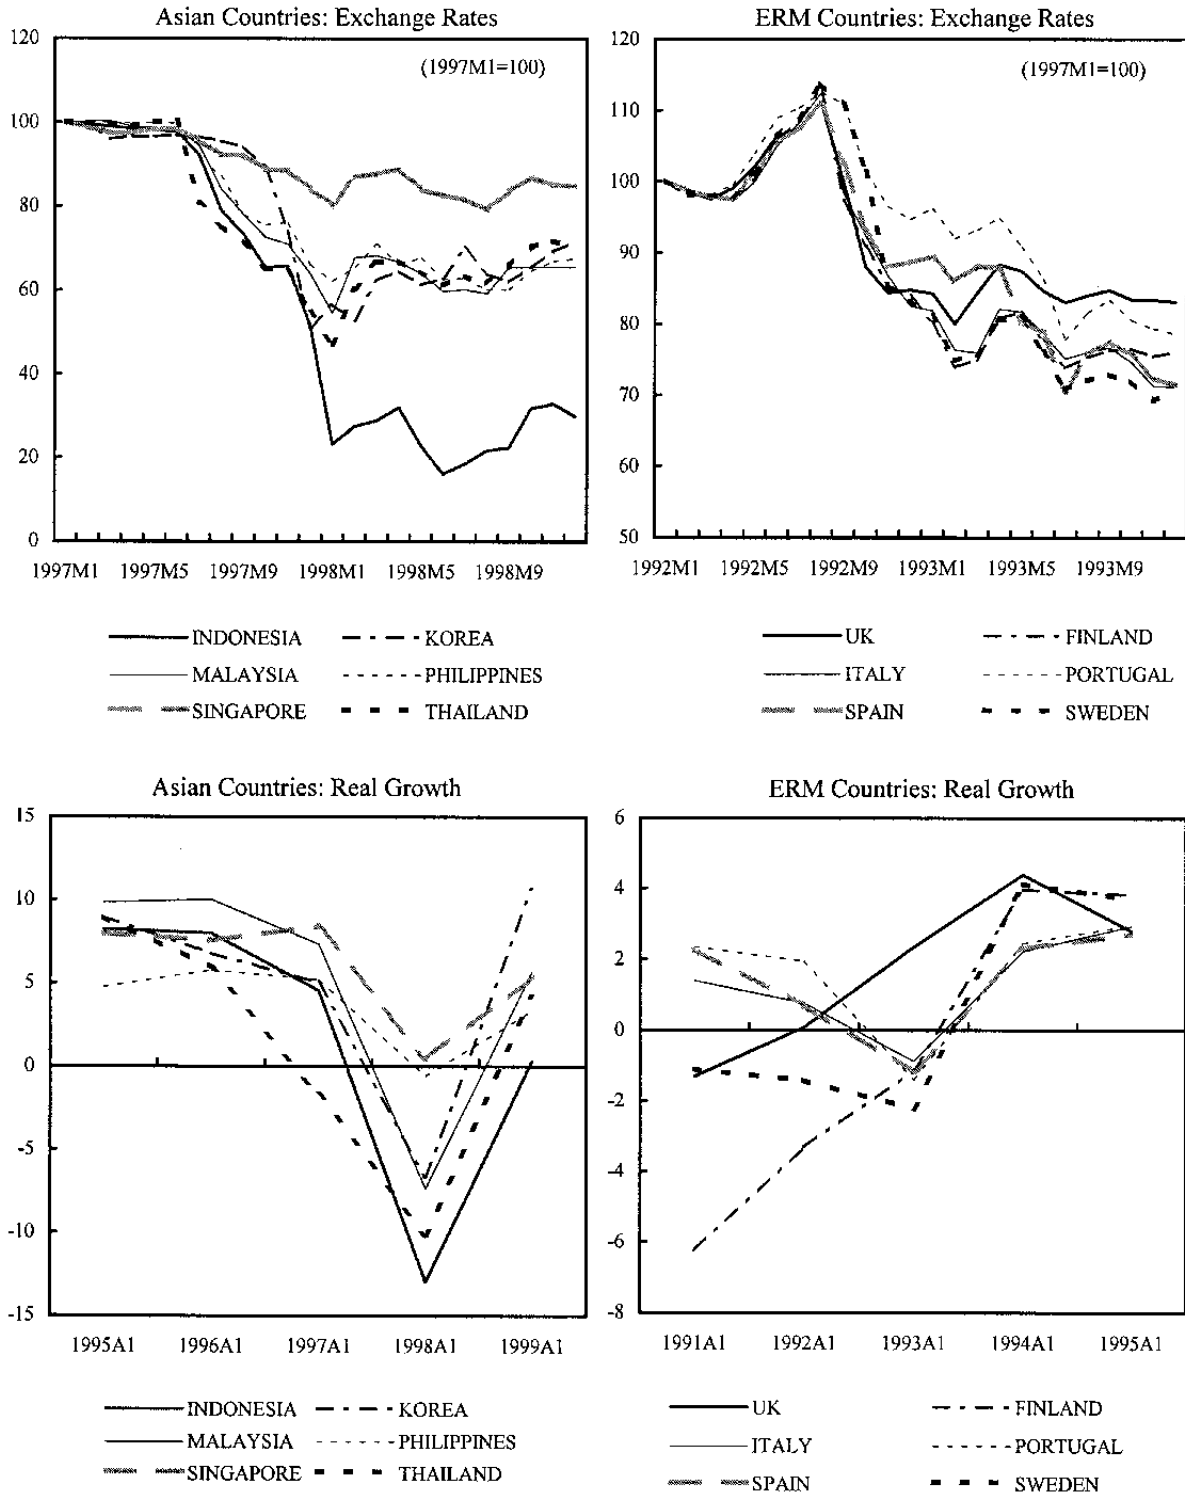 Asian Countries: Exchange Rates
120
(1997M1=100)
100
80
60
40
20
0
1997M1 1997M5 1997M9 1998M1 1998M5 1998M9
INDONESIA KOREA
MALAYSIA PHILIPPINES
SINGAPORE THAILAND
ERM Countries: Exchange Rates
120
(1997M1=100)
110
100
90
80
70
60
50
1992M1 1992M5 1992M9 1993M1 1993M5 1993M9
UK FINLAND
ITALY PORTUGAL
SPAIN SWEDEN
Asian Countries: Real Growth
15
10
5
0
-5
-10
-15
1995A1 1996A1 1997A1 1998A1 1999A1
INDONESIA KOREA
MALAYSIA PHILIPPINES
SINGAPORE THAILAND
ERM Countries: Real Growth
6
4
2
0
-2
-4
-6
-8
1991A1 1992A1 1993A1 1994A1 1995A1
UK FINLAND
ITALY PORTUGAL
SPAIN SWEDEN